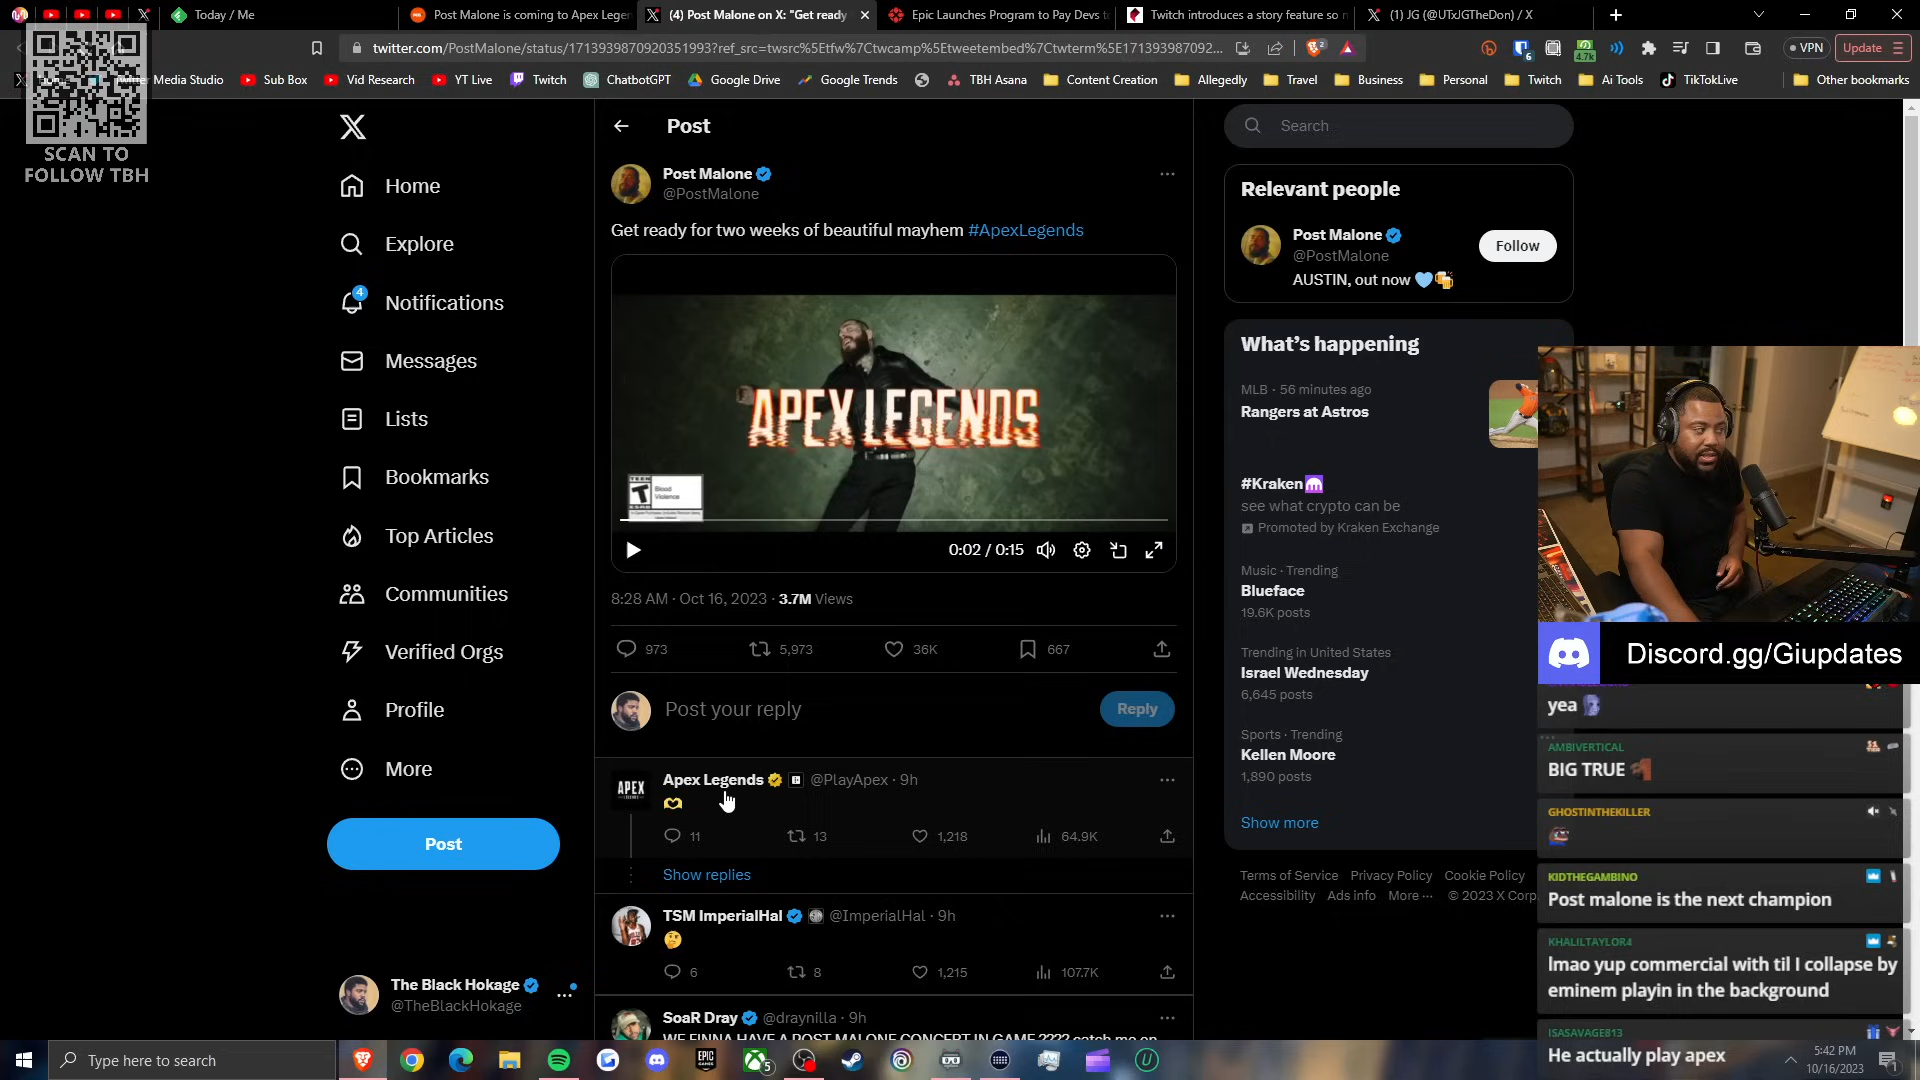 Today / Me
Post Malone is coming to Apex Legen
(4) Post Malone on X: "Get ready
Epic Launches Program to Pay Devs t
Twitch introduces a story feature so n
(1) JG (@UTxJGTheDon) / X
twitter.com/PostMalone/status/1713939870920351993?ref_src=twsrc%5Etfw%7Ctwcamp%5Etweetembed%7Ctwterm%5E171393987092...
VPN
Update
Media Studio
Sub Box
Vid Research
YT Live
Twitch
ChatbotGPT
Google Drive
Google Trends
TBH Asana
Content Creation
Allegedly
Travel
Business
Personal
Twitch
Ai Tools
TikTokLive
Other bookmarks
SCAN TO
FOLLOW TBH
Home
Explore
4
Notifications
Messages
Lists
Bookmarks
Top Articles
Communities
Verified Orgs
Profile
More
Post
The Black Hokage
@TheBlackHokage
Post
Post Malone
@PostMalone
Get ready for two weeks of beautiful mayhem #ApexLegends
APEX LEGENDS
TEEN
T
Blood
Violence
0:02 / 0:15
8:28 AM · Oct 16, 2023 · 3.7M Views
973
5,973
36K
667
Post your reply
Reply
APEX
Apex Legends @PlayApex · 9h
🫶
11
13
1,218
64.9K
Show replies
TSM ImperialHal @ImperialHal · 9h
🤔
6
8
1,215
107.7K
SoaR Dray @draynilla · 9h
WE FINNA HAVE A POST MALONE CONCEPT IN GAME ???? catch me on
Search
Relevant people
Post Malone
@PostMalone
Follow
AUSTIN, out now 🩵🍻
What's happening
MLB · 56 minutes ago
Rangers at Astros
#Kraken
see what crypto can be
Promoted by Kraken Exchange
Music · Trending
Blueface
19.6K posts
Trending in United States
Israel Wednesday
6,645 posts
Sports · Trending
Kellen Moore
1,890 posts
Show more
Terms of Service Privacy Policy Cookie Policy
Accessibility Ads info More ··· © 2023 X Corp
Discord.gg/Giupdates
yea
AMBIVERTICAL
BIG TRUE
GHOSTINTHEKILLER
KIDTHEGAMBINO
Post malone is the next champion
KHALILTAYLOR4
lmao yup commercial with til I collapse by
eminem playin in the background
ISASAVAGE813
He actually play apex
Type here to search
EPIC
5
5:42 PM
10/16/2023
1